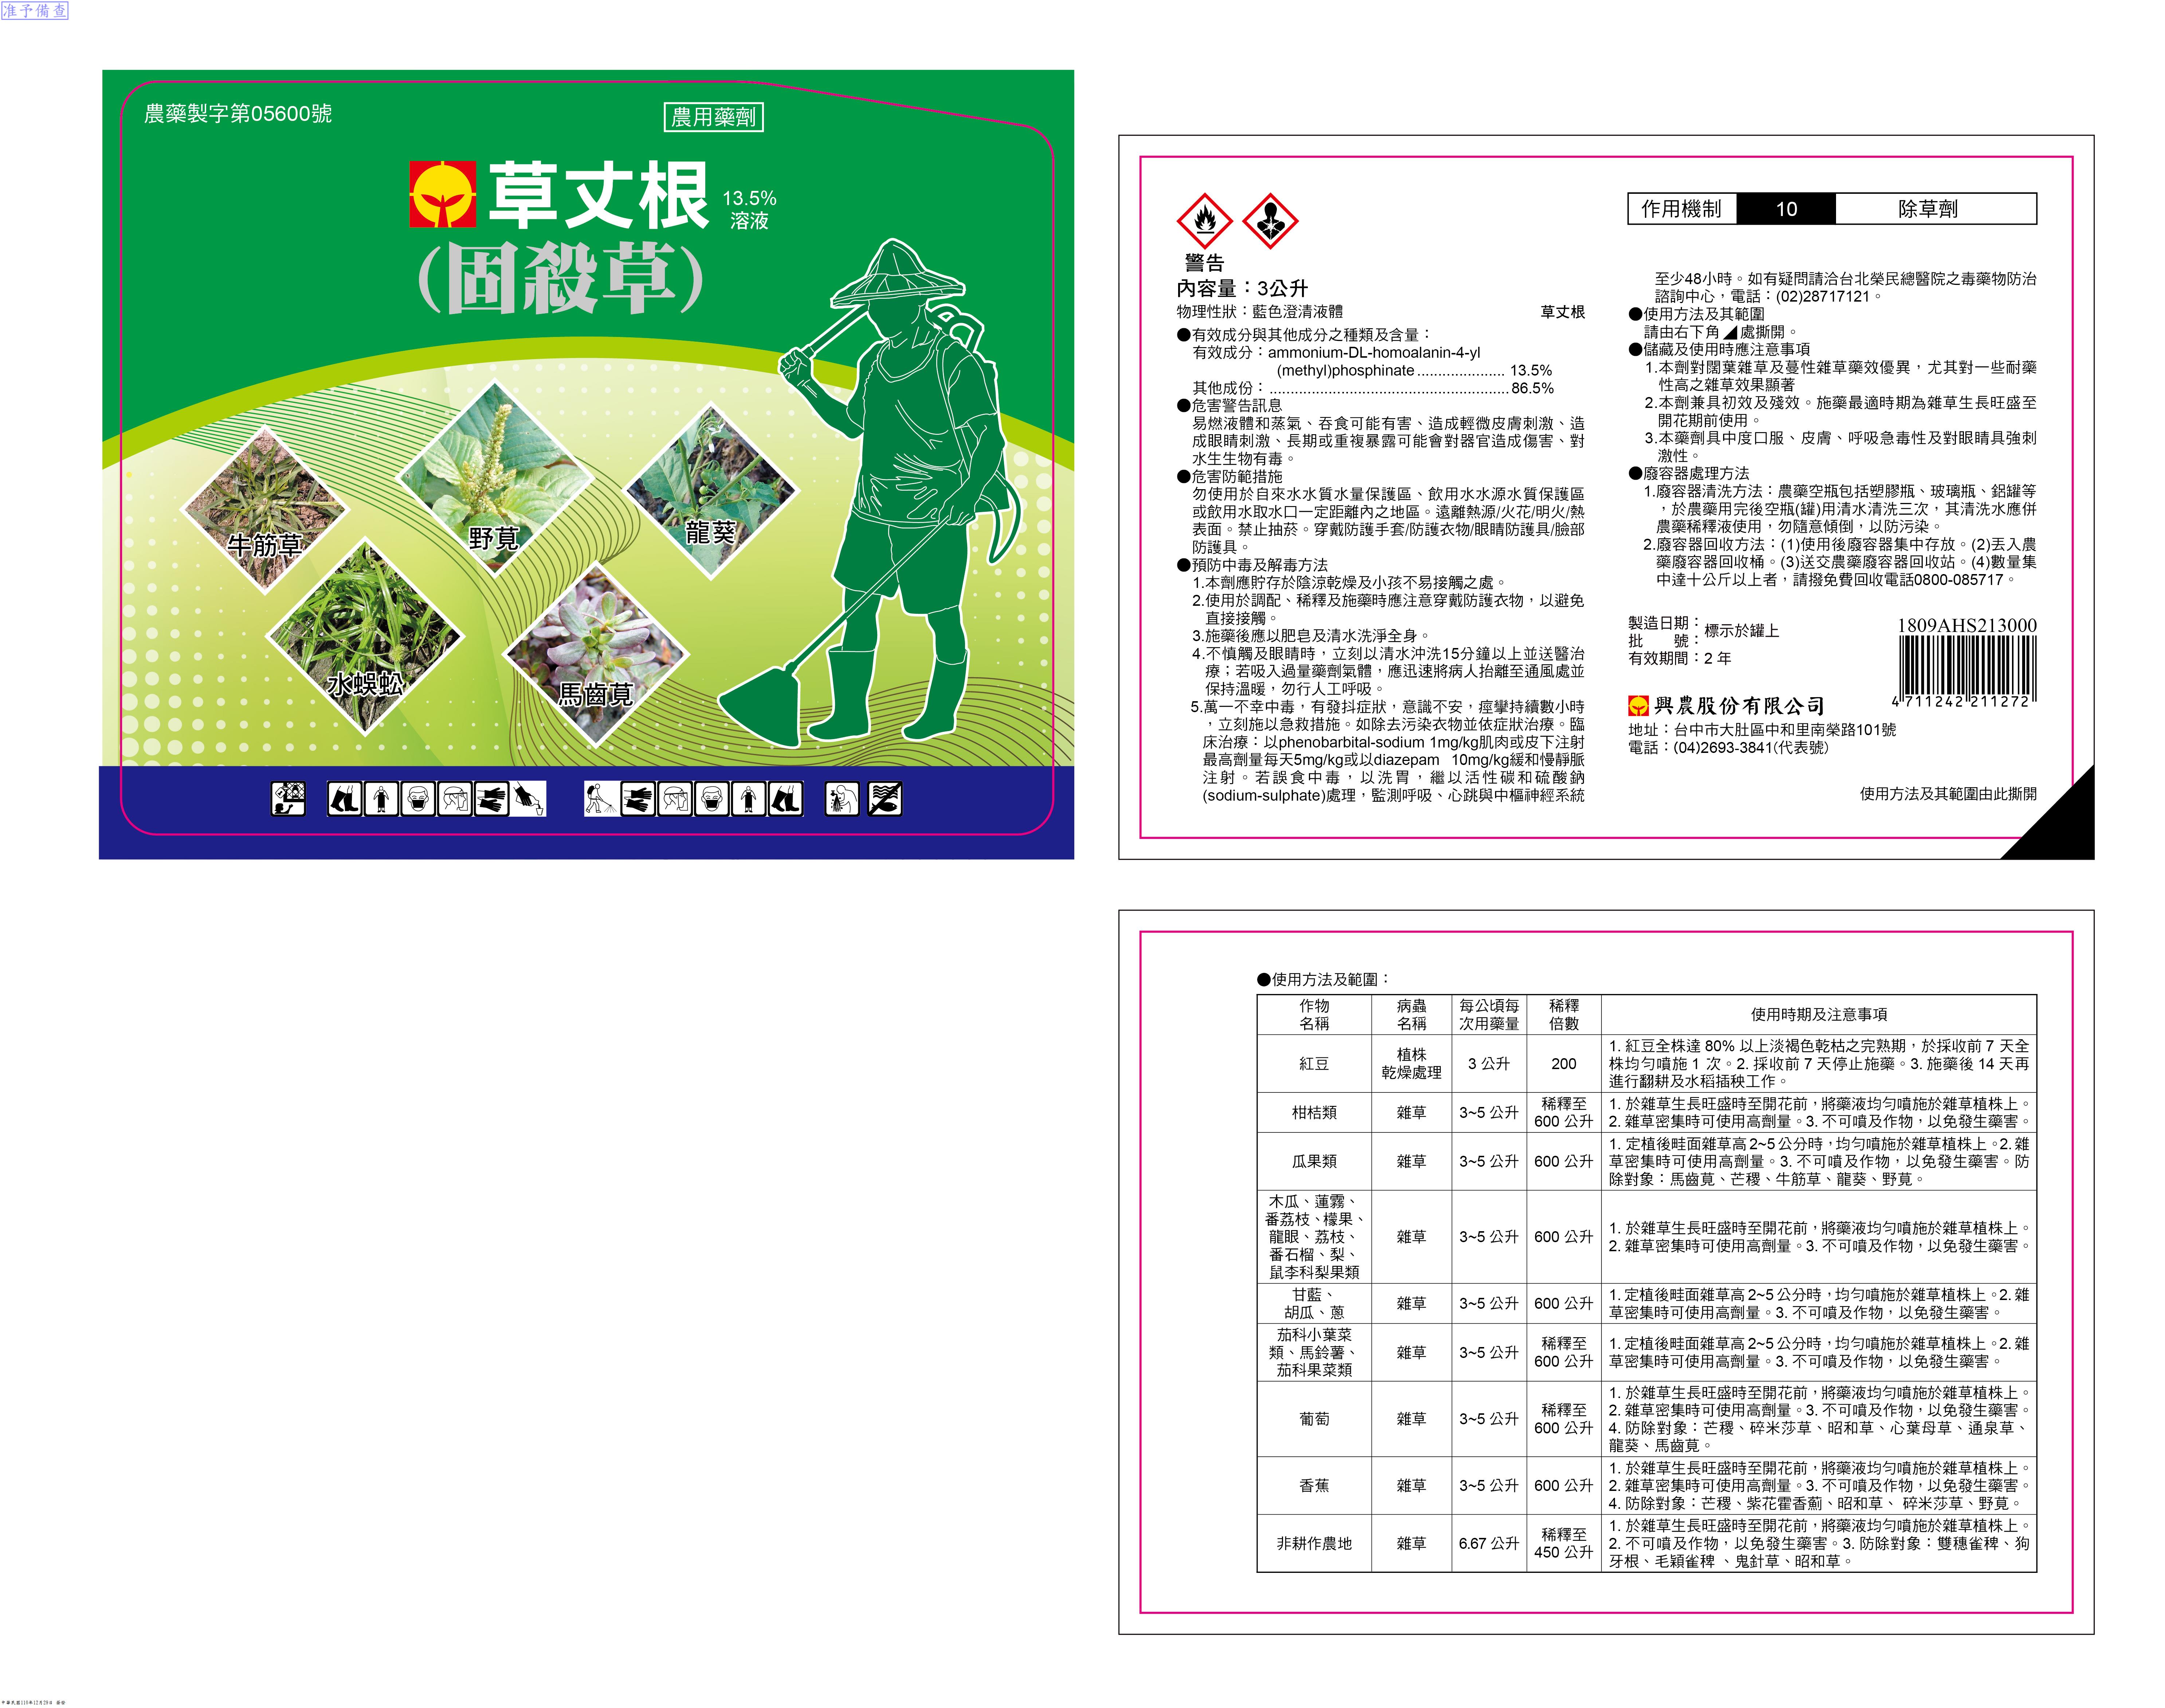 准予備查
農藥製字第05600號
農用藥劑
草丈根
13.5%
溶液
(固殺草)
牛筋草
野莧
龍葵
水蜈蚣
馬齒莧
警告
內容量：3公升
物理性狀：藍色澄清液體
草丈根
●有效成分與其他成分之種類及含量：
有效成分：ammonium-DL-homoalanin-4-yl
(methyl)phosphinate..................... 13.5%
其他成份：.........................................................86.5%
●危害警告訊息
易燃液體和蒸氣、吞食可能有害、造成輕微皮膚刺激、造
成眼睛刺激、長期或重複暴露可能會對器官造成傷害、對
水生生物有毒。
●危害防範措施
勿使用於自來水水質水量保護區、飲用水水源水質保護區
或飲用水取水口一定距離內之地區。遠離熱源/火花/明火/熱
表面。禁止抽菸。穿戴防護手套/防護衣物/眼睛防護具/臉部
防護具。
●預防中毒及解毒方法
1.本劑應貯存於陰涼乾燥及小孩不易接觸之處。
2.使用於調配、稀釋及施藥時應注意穿戴防護衣物，以避免
直接接觸。
3.施藥後應以肥皂及清水洗淨全身。
4.不慎觸及眼睛時，立刻以清水沖洗15分鐘以上並送醫治
療；若吸入過量藥劑氣體，應迅速將病人抬離至通風處並
保持溫暖，勿行人工呼吸。
5.萬一不幸中毒，有發抖症狀，意識不安，痙攣持續數小時
，立刻施以急救措施。如除去污染衣物並依症狀治療。臨
床治療：以phenobarbital-sodium 1mg/kg肌肉或皮下注射
最高劑量每天5mg/kg或以diazepam 10mg/kg緩和慢靜脈
注射。若誤食中毒，以洗胃，繼以活性碳和硫酸鈉
(sodium-sulphate)處理，監測呼吸、心跳與中樞神經系統
作用機制 10 除草劑
至少48小時。如有疑問請洽台北榮民總醫院之毒藥物防治
諮詢中心，電話：(02)28717121。
●使用方法及其範圍
請由右下角◢處撕開。
●儲藏及使用時應注意事項
1.本劑對闊葉雜草及蔓性雜草藥效優異，尤其對一些耐藥
性高之雜草效果顯著
2.本劑兼具初效及殘效。施藥最適時期為雜草生長旺盛至
開花期前使用。
3.本藥劑具中度口服、皮膚、呼吸急毒性及對眼睛具強刺
激性。
●廢容器處理方法
1.廢容器清洗方法：農藥空瓶包括塑膠瓶、玻璃瓶、鋁罐等
，於農藥用完後空瓶(罐)用清水清洗三次，其清洗水應併
農藥稀釋液使用，勿隨意傾倒，以防污染。
2.廢容器回收方法：(1)使用後廢容器集中存放。(2)丟入農
藥廢容器回收桶。(3)送交農藥廢容器回收站。(4)數量集
中達十公斤以上者，請撥免費回收電話0800-085717。
製造日期：
批　　號：
標示於罐上
有效期間：2 年
1809AHS213000
4 711242 211272
興農股份有限公司
地址：台中市大肚區中和里南榮路101號
電話：(04)2693-3841(代表號)
使用方法及其範圍由此撕開
●使用方法及範圍：
作物
名稱
病蟲
名稱
每公頃每
次用藥量
稀釋
倍數
使用時期及注意事項
紅豆
植株
乾燥處理
3 公升
200
1. 紅豆全株達 80% 以上淡褐色乾枯之完熟期，於採收前 7 天全
株均勻噴施 1 次。2. 採收前 7 天停止施藥。3. 施藥後 14 天再
進行翻耕及水稻插秧工作。
柑桔類
雜草
3~5 公升
稀釋至
600 公升
1. 於雜草生長旺盛時至開花前，將藥液均勻噴施於雜草植株上。
2. 雜草密集時可使用高劑量。3. 不可噴及作物，以免發生藥害。
瓜果類
雜草
3~5 公升
600 公升
1. 定植後畦面雜草高 2~5 公分時，均勻噴施於雜草植株上。2. 雜
草密集時可使用高劑量。3. 不可噴及作物，以免發生藥害。防
除對象：馬齒莧、芒稷、牛筋草、龍葵、野莧。
木瓜、蓮霧、
番荔枝、檬果、
龍眼、荔枝、
番石榴、梨、
鼠李科梨果類
雜草
3~5 公升
600 公升
1. 於雜草生長旺盛時至開花前，將藥液均勻噴施於雜草植株上。
2. 雜草密集時可使用高劑量。3. 不可噴及作物，以免發生藥害。
甘藍、
胡瓜、蔥
雜草
3~5 公升
600 公升
1. 定植後畦面雜草高 2~5 公分時，均勻噴施於雜草植株上。2. 雜
草密集時可使用高劑量。3. 不可噴及作物，以免發生藥害。
茄科小葉菜
類、馬鈴薯、
茄科果菜類
雜草
3~5 公升
稀釋至
600 公升
1. 定植後畦面雜草高 2~5 公分時，均勻噴施於雜草植株上。2. 雜
草密集時可使用高劑量。3. 不可噴及作物，以免發生藥害。
葡萄
雜草
3~5 公升
稀釋至
600 公升
1. 於雜草生長旺盛時至開花前，將藥液均勻噴施於雜草植株上。
2. 雜草密集時可使用高劑量。3. 不可噴及作物，以免發生藥害。
4. 防除對象：芒稷、碎米莎草、昭和草、心葉母草、通泉草、
龍葵、馬齒莧。
香蕉
雜草
3~5 公升
600 公升
1. 於雜草生長旺盛時至開花前，將藥液均勻噴施於雜草植株上。
2. 雜草密集時可使用高劑量。3. 不可噴及作物，以免發生藥害。
4. 防除對象：芒稷、紫花霍香薊、昭和草、 碎米莎草、野莧。
非耕作農地
雜草
6.67 公升
稀釋至
450 公升
1. 於雜草生長旺盛時至開花前，將藥液均勻噴施於雜草植株上。
2. 不可噴及作物，以免發生藥害。3. 防除對象：雙穗雀稗、狗
牙根、毛穎雀稗 、鬼針草、昭和草。